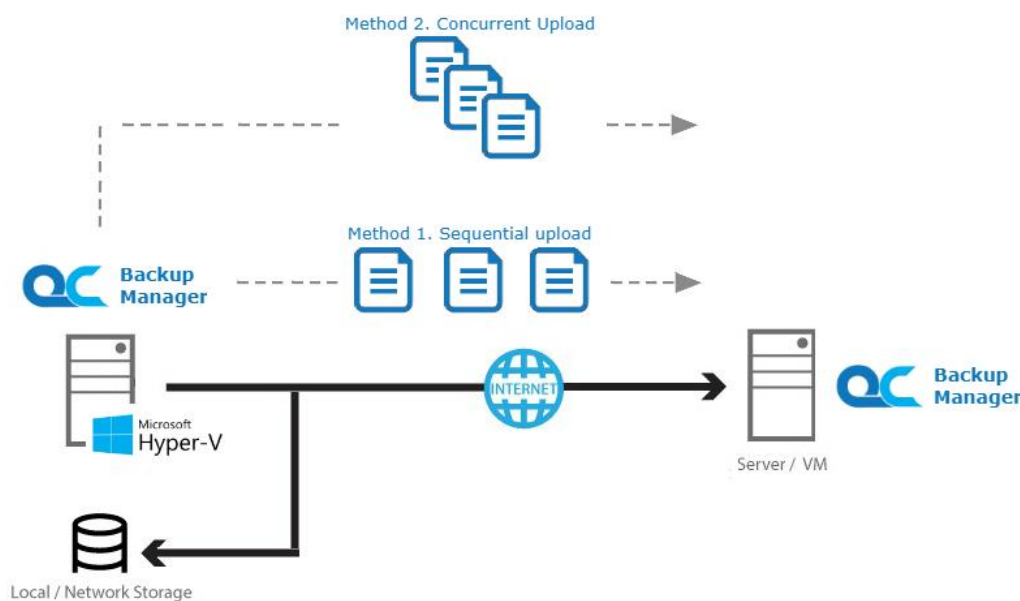 Method 2. Concurrent Upload
Method 1. Sequential upload
Backup
Manager
INTERNET
Backup
Manager
Microsoft
Hyper-V
Server / VM
Local / Network Storage